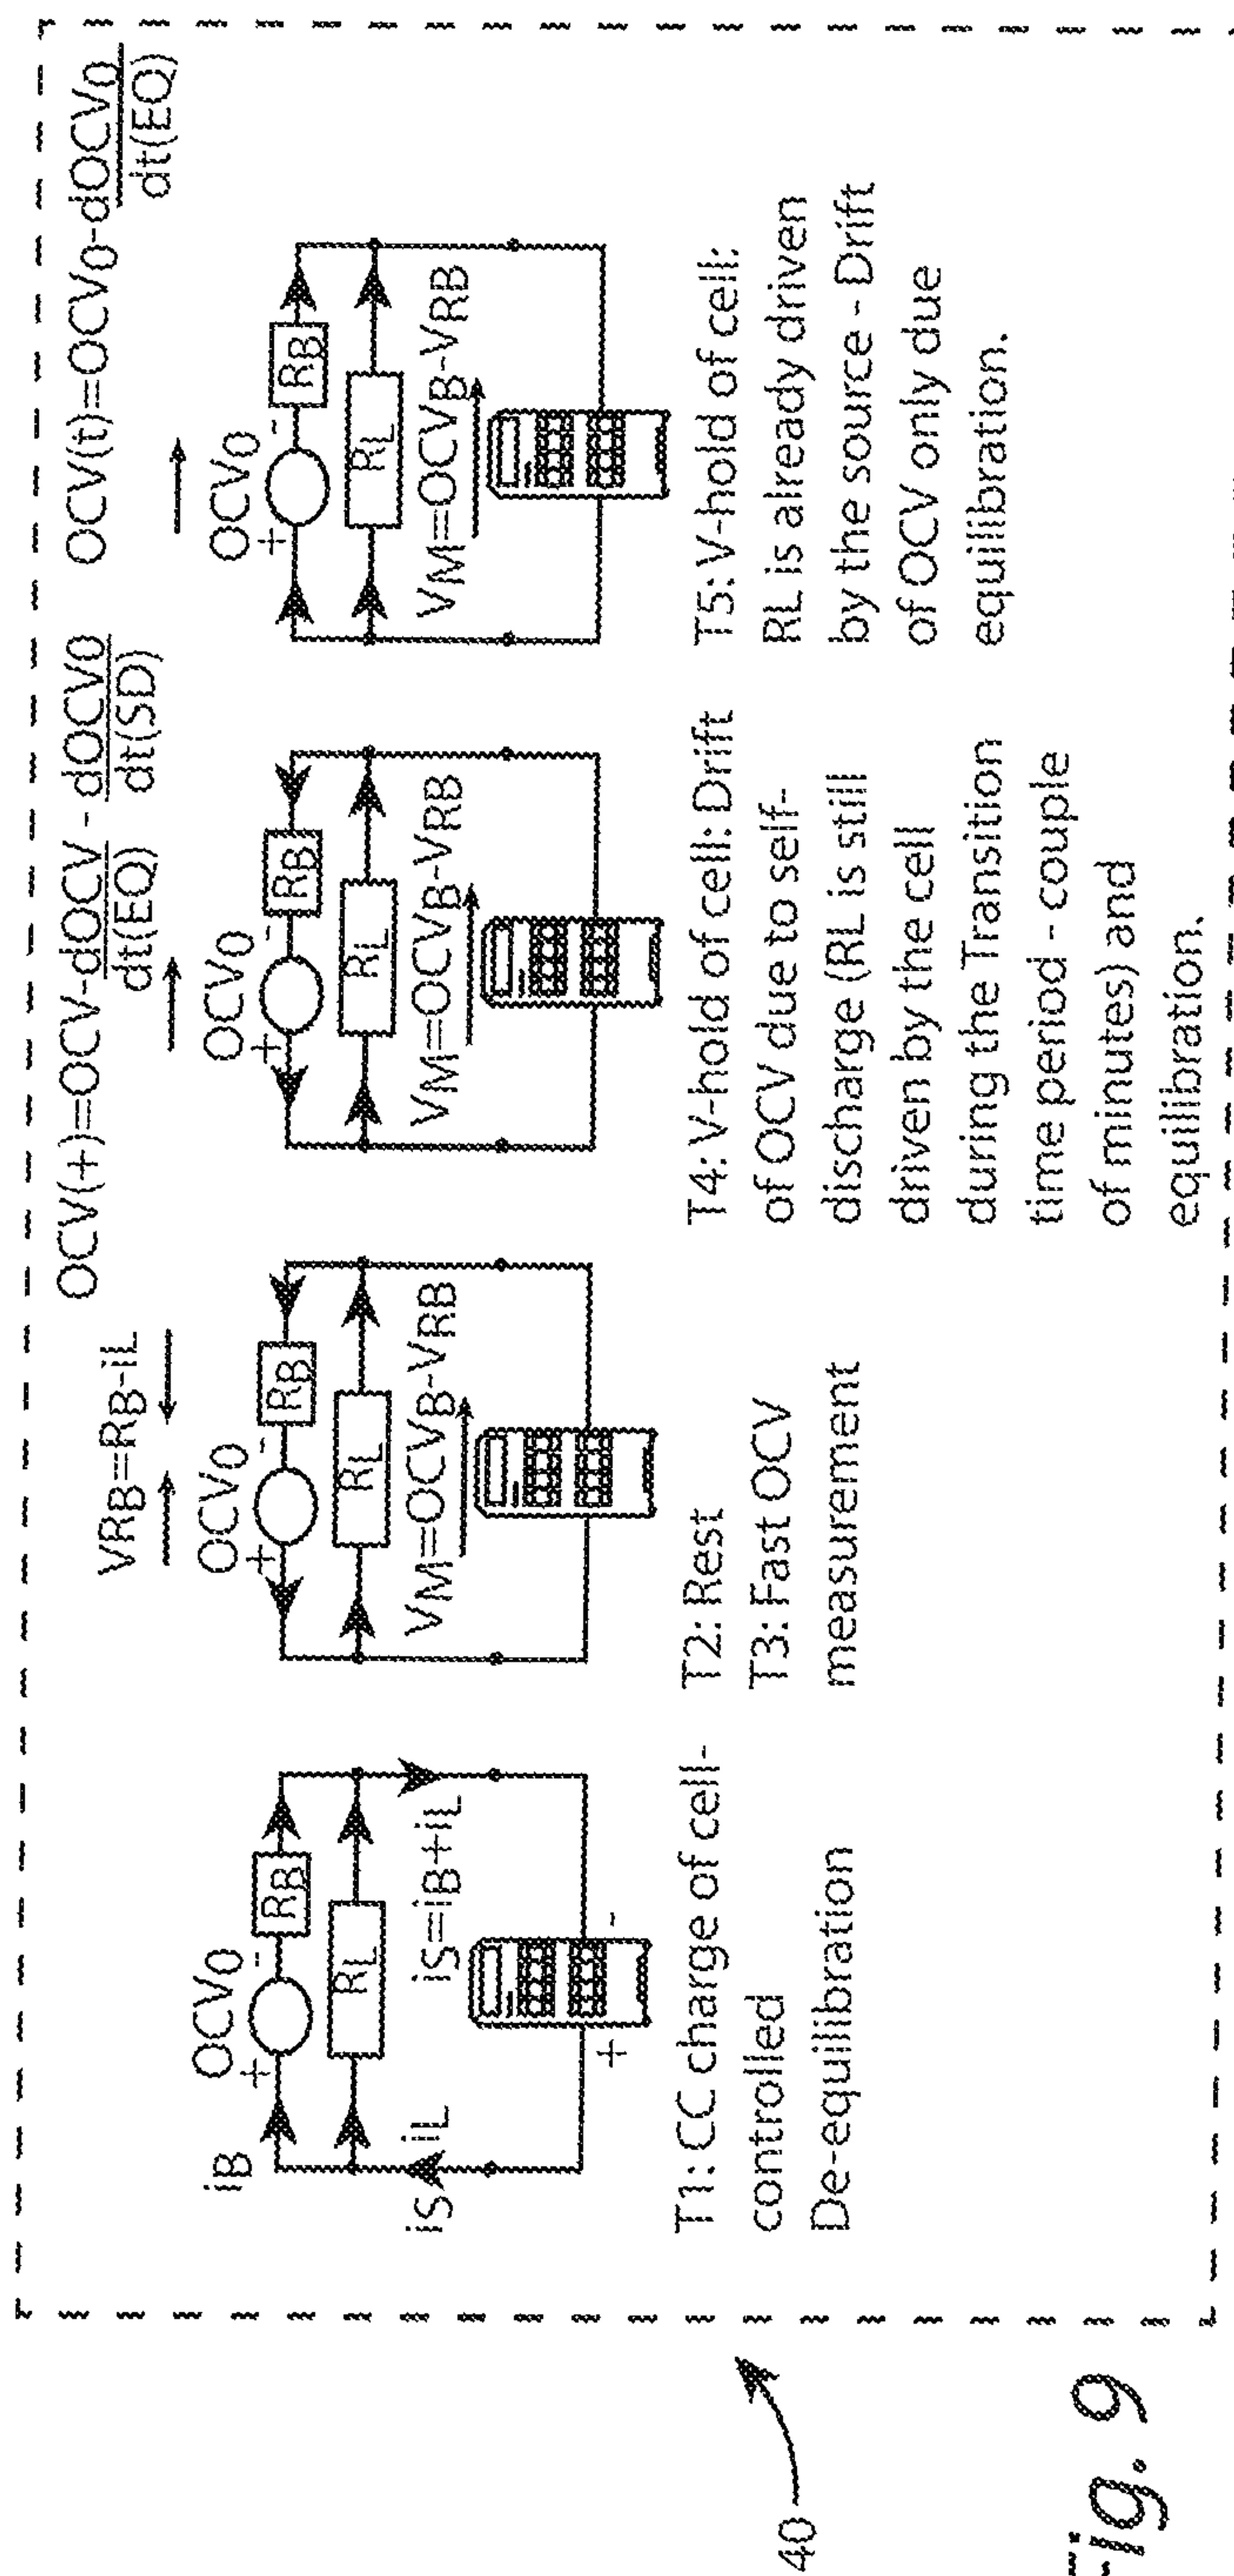 VRB=RB-iL
OCV(+)=OCV-dOCV - dOCV0
dt(EQ) dt(SD)
OCV(t)=OCV0-dOCV0
dt(EQ)
iB
OCV0
+ -
RB
RL
iS
iL
iS=iB+iL
+ -
T1: CC charge of cell-
controlled
De-equilibration
OCV0
+ -
RB
RL
VM=OCVB-VRB
T2: Rest
T3: Fast OCV
measurement
OCV0
+ -
RB
RL
VM=OCVB-VRB
T4: V-hold of cell: Drift
of OCV due to self-
discharge (RL is still
driven by the cell
during the Transition
time period - couple
of minutes) and
equilibration.
OCV0
+ -
RB
RL
VM=OCVB-VRB
T5: V-hold of cell:
RL is already driven
by the source - Drift
of OCV only due
equilibration.
40
Fig. 9